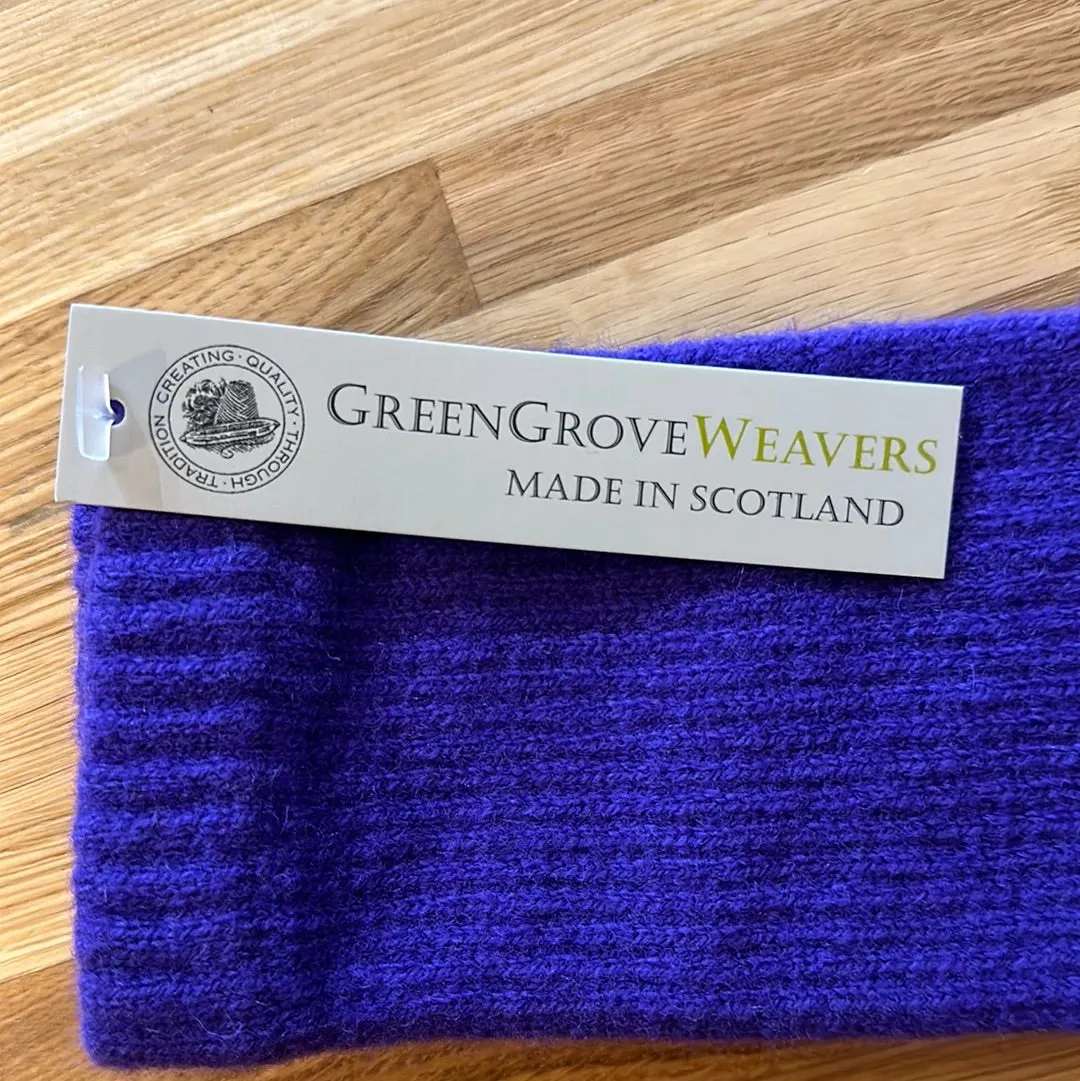 CREATING · QUALITY · THROUGH · TRADITION ·
GREENGROVEWEAVERS
MADE IN SCOTLAND